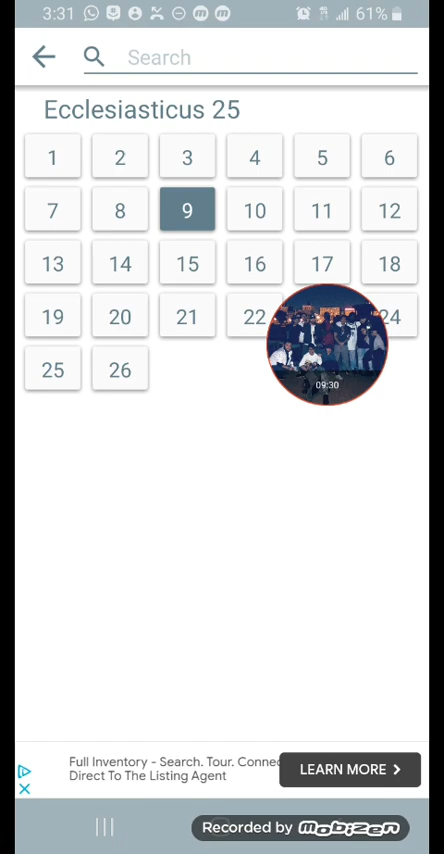 3:31 61%
Search
Ecclesiasticus 25
1 2 3 4 5 6
7 8 9 10 11 12
13 14 15 16 17 18
19 20 21 22 24
09:30
25 26
Full Inventory - Search. Tour. Connec
Direct To The Listing Agent
LEARN MORE
Recorded by Mobizen